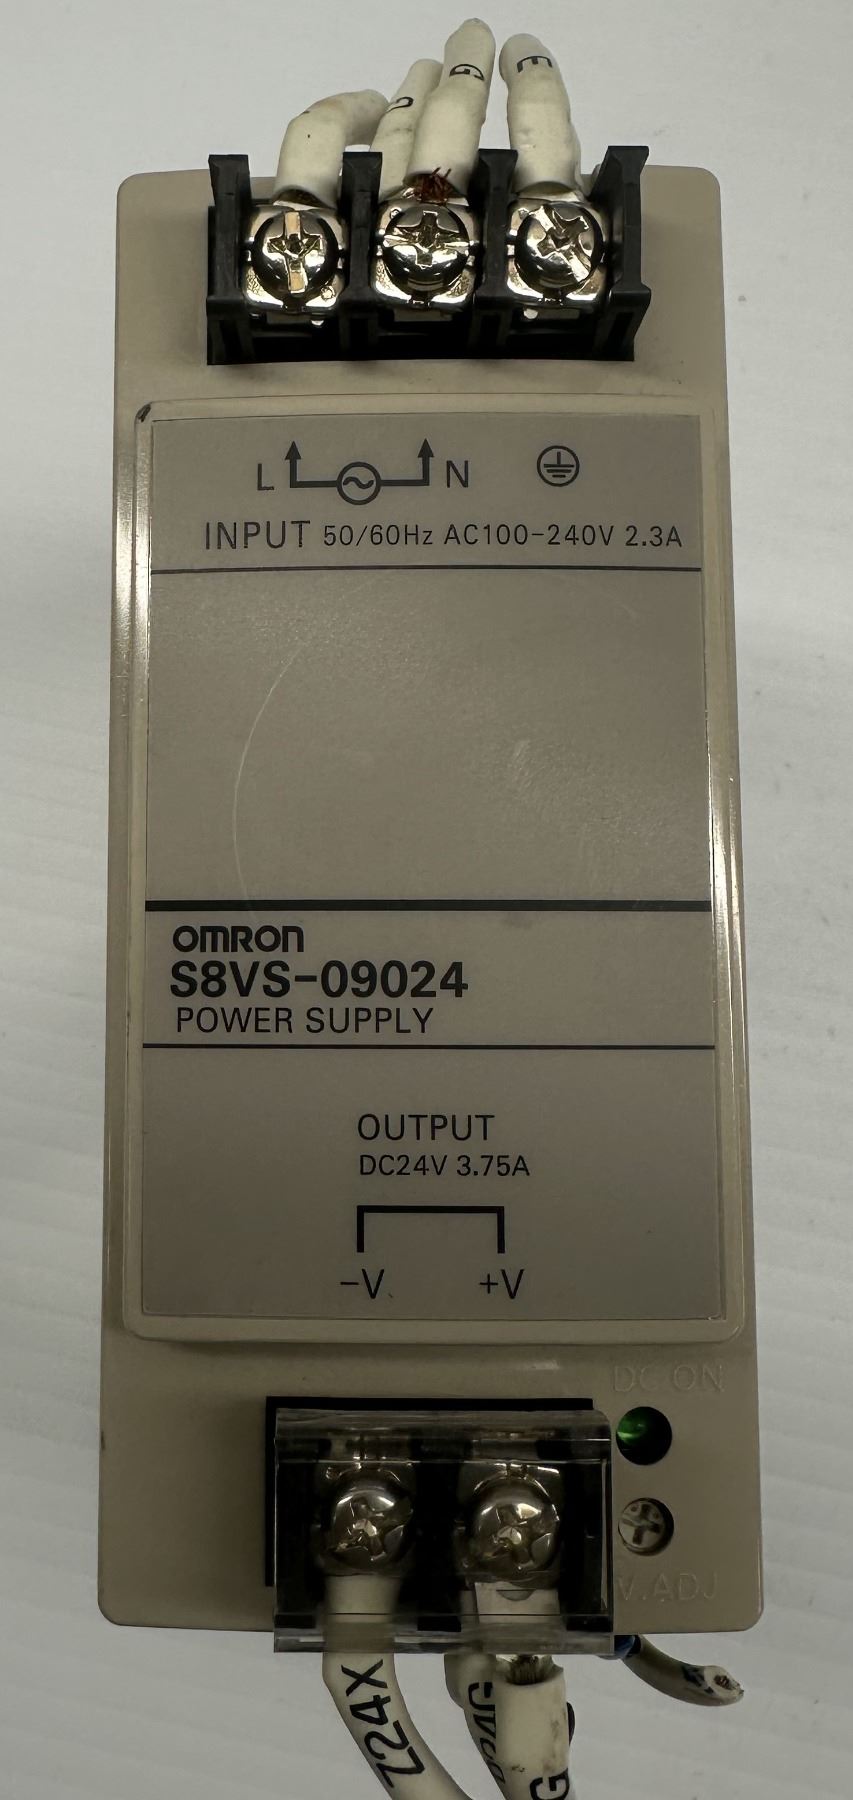 G E
L N
INPUT 50/60Hz AC100-240V 2.3A
OMRON
S8VS-09024
POWER SUPPLY
OUTPUT
DC24V 3.75A
-V +V
DC ON
V.ADJ
Z24X
G